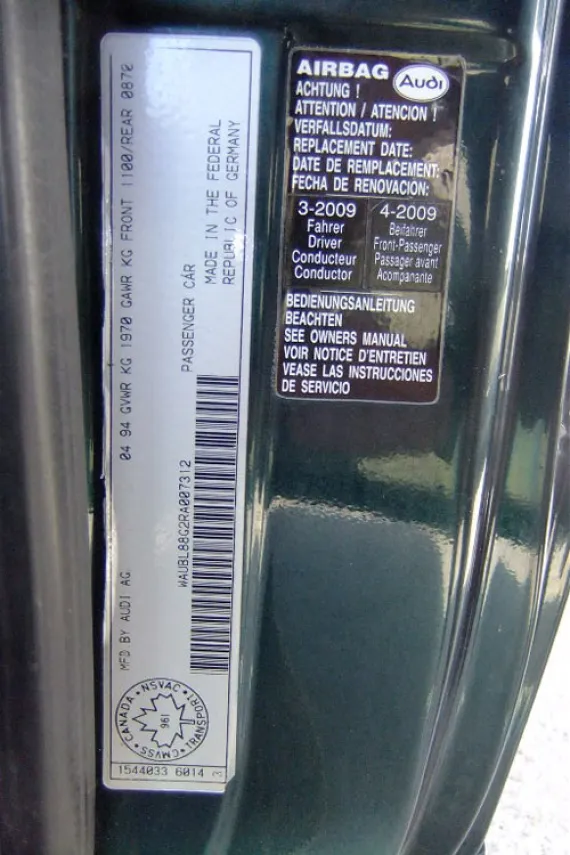 MFD BY AUDI AG 04 94 GVWR KG 1970 GAWR KG FRONT 1100/REAR 0870
PASSENGER CAR
MADE IN THE FEDERAL
REPUBLIC OF GERMANY
WAUBL88G2RA007312
CANADA • NSVAC • TRANSPORT • CMVSS •
961
1544033 6014 3
AIRBAG
Audi
ACHTUNG !
ATTENTION / ATENCION !
VERFALLSDATUM:
REPLACEMENT DATE:
DATE DE REMPLACEMENT:
FECHA DE RENOVACION:
3-2009
Fahrer
Driver
Conducteur
Conductor
4-2009
Beifahrer
Front-Passenger
Passager avant
Acompanante
BEDIENUNGSANLEITUNG
BEACHTEN
SEE OWNERS MANUAL
VOIR NOTICE D'ENTRETIEN
VEASE LAS INSTRUCCIONES
DE SERVICIO